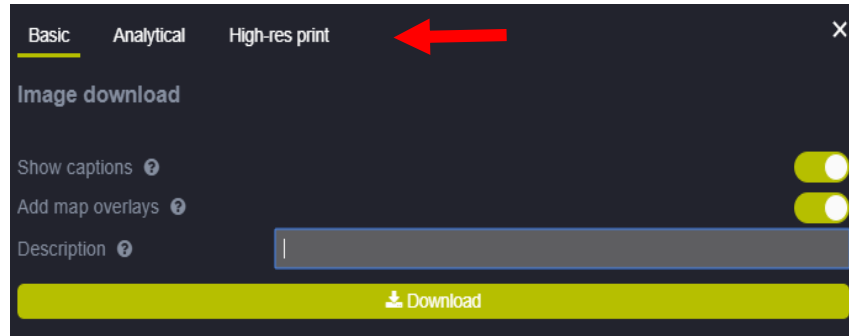 Basic Analytical High-res print ×
Image download
Show captions ?
Add map overlays ?
Description ?
Download